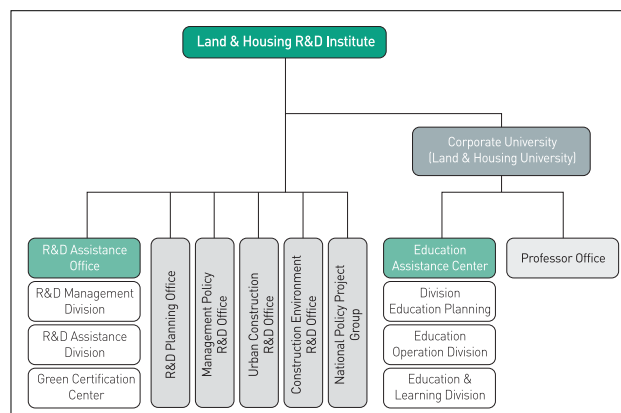 Land & Housing R&D Institute
Corporate University
(Land & Housing University)
R&D Assistance
Office
R&D Management
Division
R&D Assistance
Division
Green Certification
Center
R&D Planning Office
Management Policy
R&D Office
Urban Construction
R&D Office
Construction Environment
R&D Office
National Policy Project
Group
Education
Assistance Center
Division
Education Planning
Education
Operation Division
Education &
Learning Division
Professor Office